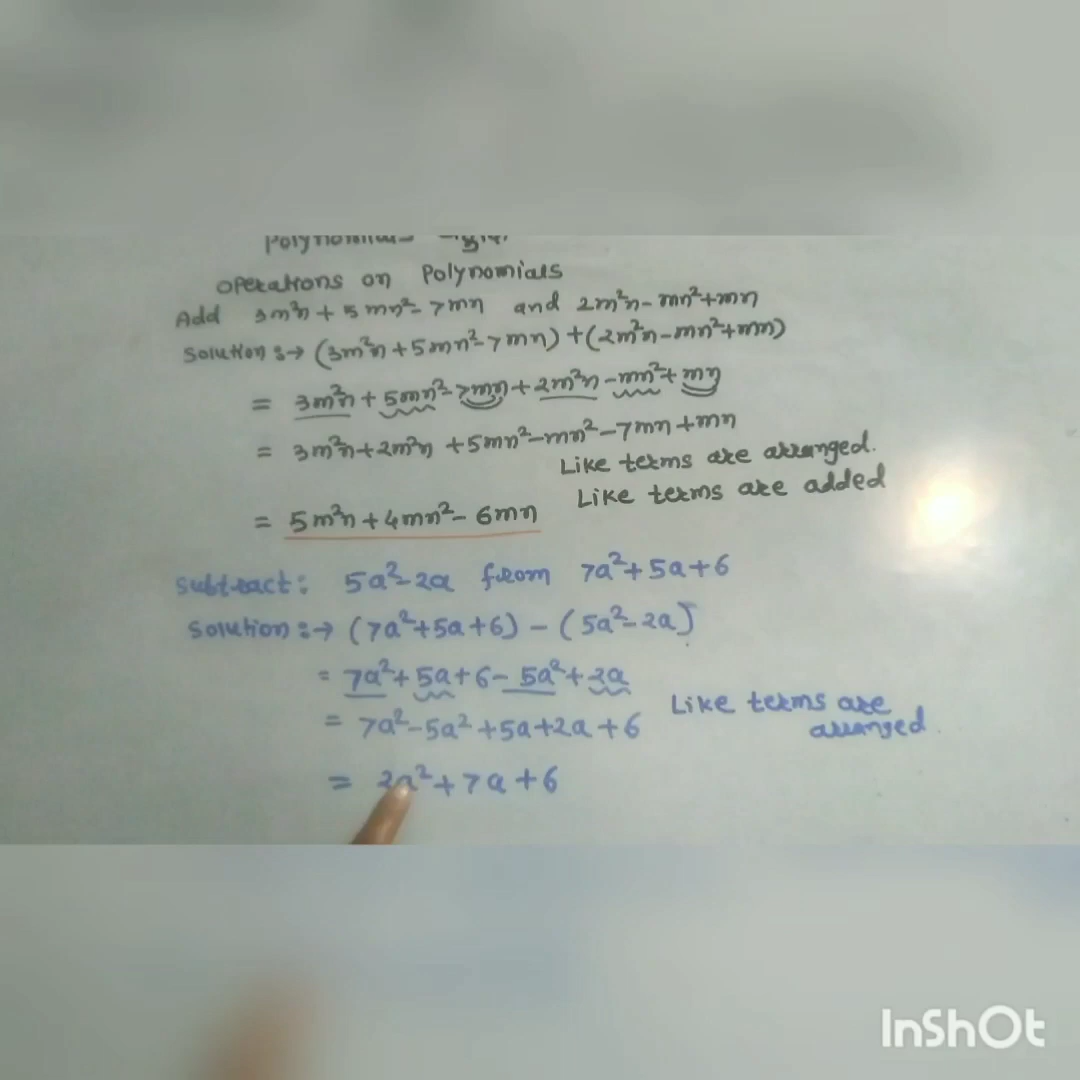 Operations on Polynomials
Add 3m²n + 5mn² - 7mn and 2m²n - mn² + mn
Solution :→ (3m²n + 5mn² - 7mn) + (2m²n - mn² + mn)
= 3m²n + 5mn² - 7mn + 2m²n - mn² + mn
= 3m²n + 2m²n + 5mn² - mn² - 7mn + mn
Like terms are arranged.
Like terms are added
= 5m²n + 4mn² - 6mn
Subtract : 5a² - 2a from 7a² + 5a + 6
Solution :→ (7a² + 5a + 6) - (5a² - 2a)
= 7a² + 5a + 6 - 5a² + 2a
= 7a² - 5a² + 5a + 2a + 6
Like terms are
arranged.
= 2a² + 7a + 6
InShOt